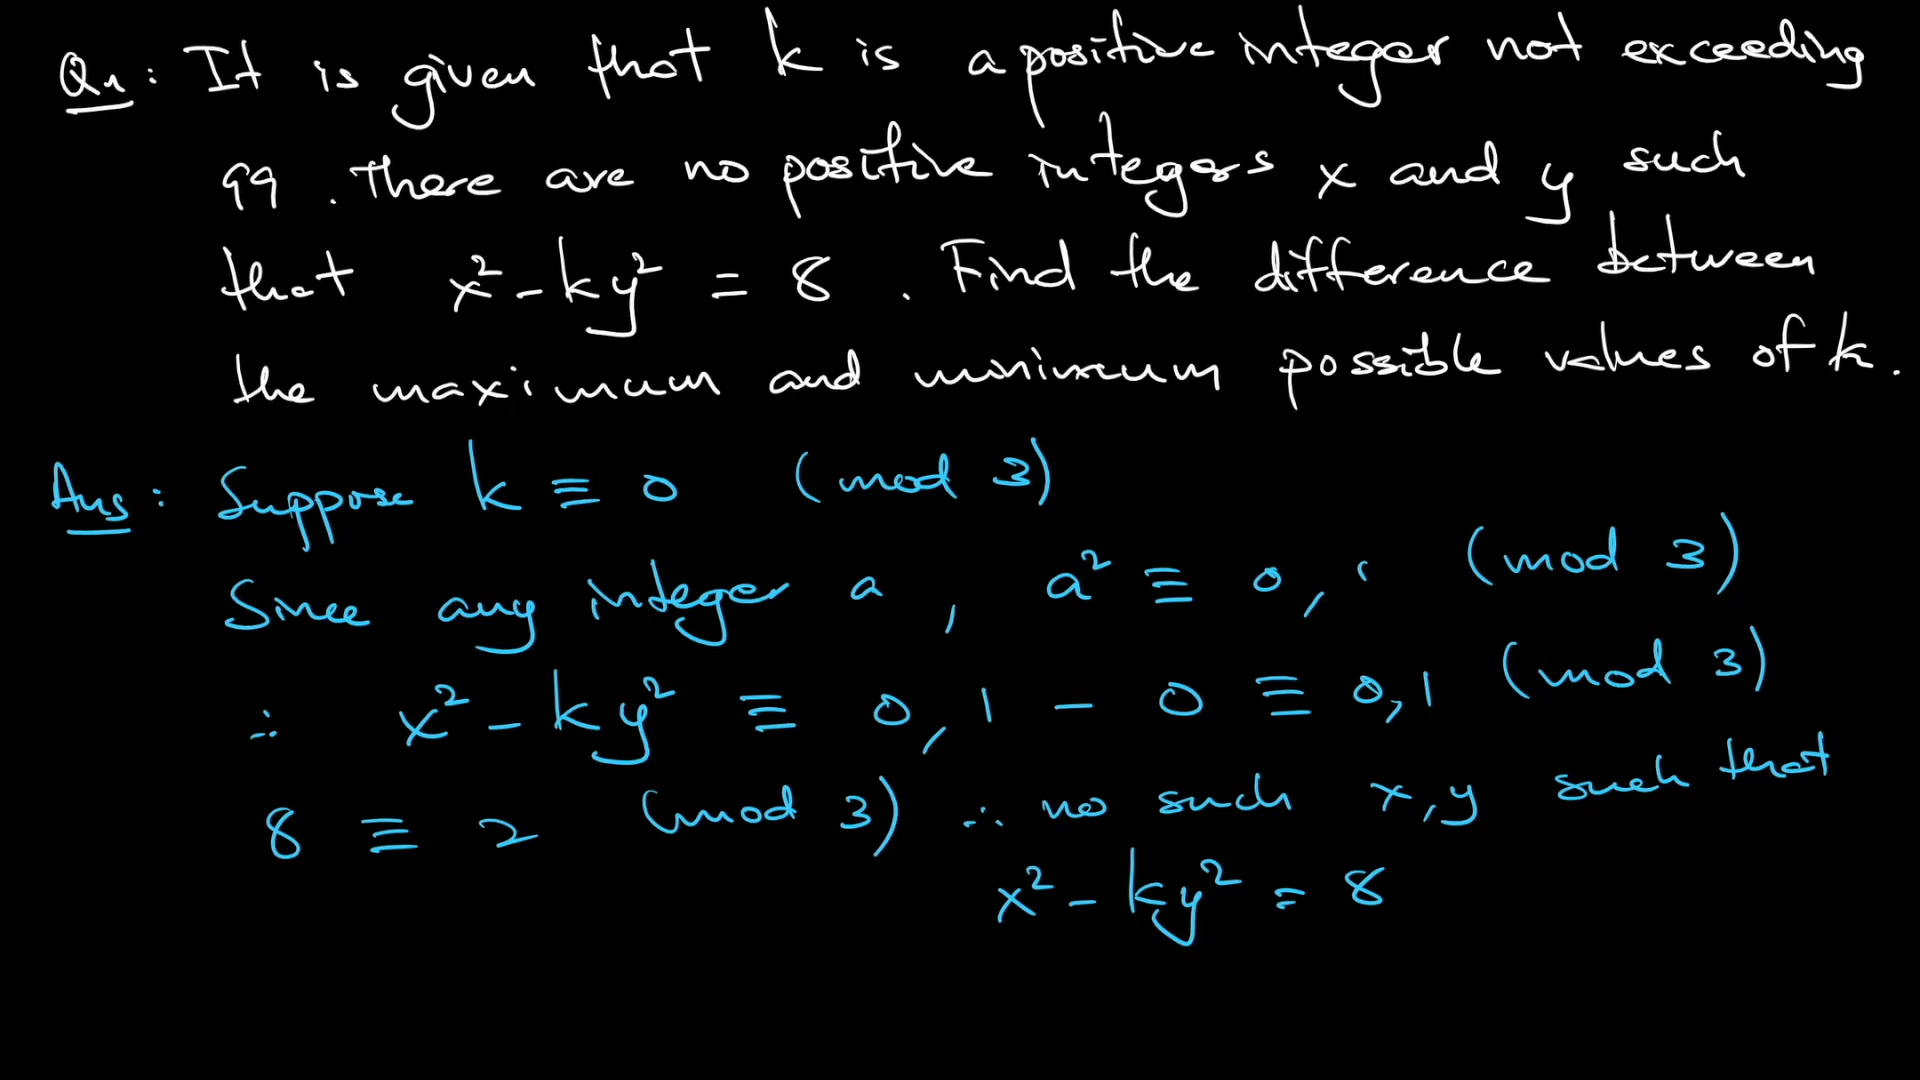 Qn: It is given that k is a positive integer not exceeding
99. There are no positive integers x and y such
that x² - ky² = 8. Find the difference between
the maximum and minimum possible values of k.
Ans: Suppose k ≡ 0 (mod 3)
Since any integer a, a² ≡ 0, 1 (mod 3)
∴ x² - ky² ≡ 0, 1 - 0 ≡ 0, 1 (mod 3)
8 ≡ 2 (mod 3) ∴ no such x, y such that
x² - ky² = 8